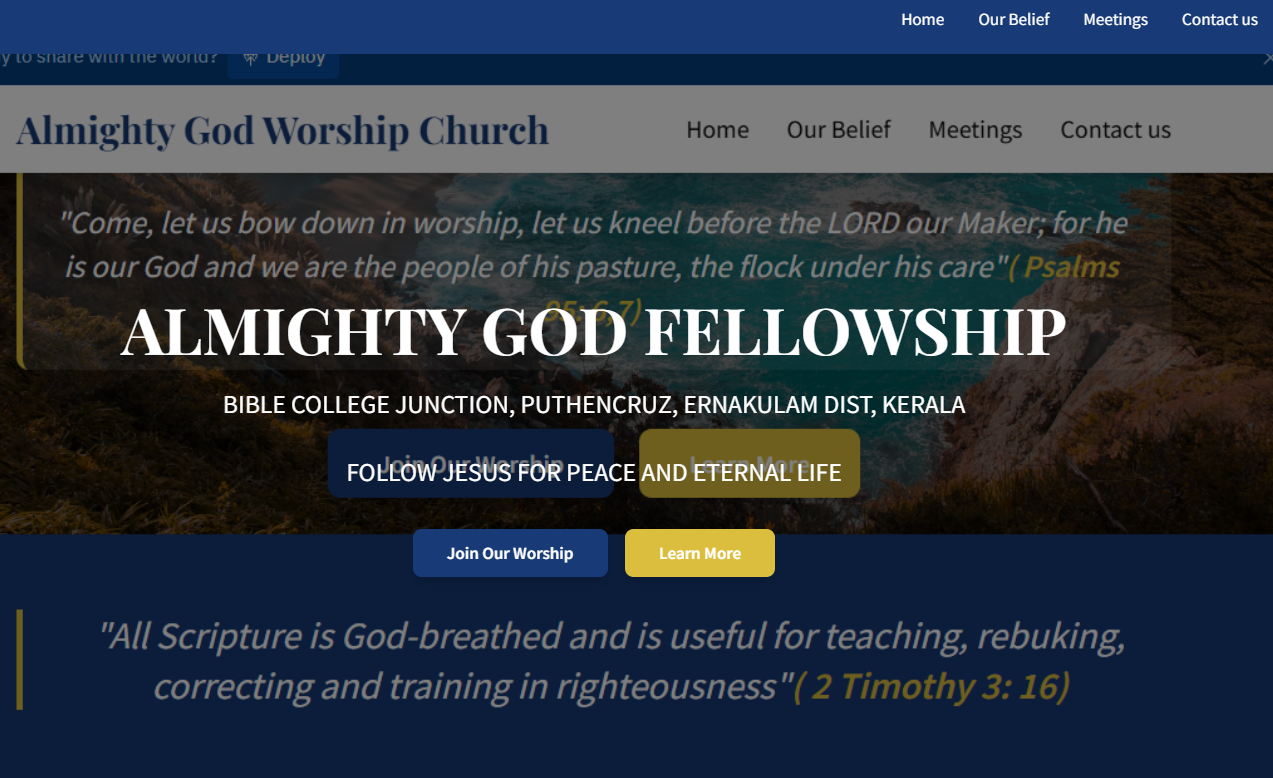 Home Our Belief Meetings Contact us
y to share with the world? Deploy
Almighty God Worship Church Home Our Belief Meetings Contact us
"Come, let us bow down in worship, let us kneel before the LORD our Maker; for he
is our God and we are the people of his pasture, the flock under his care"( Psalms
95: 6,7)
ALMIGHTY GOD FELLOWSHIP
BIBLE COLLEGE JUNCTION, PUTHENCRUZ, ERNAKULAM DIST, KERALA
Join Our Worship Learn More
FOLLOW JESUS FOR PEACE AND ETERNAL LIFE
Join Our Worship Learn More
"All Scripture is God-breathed and is useful for teaching, rebuking,
correcting and training in righteousness"( 2 Timothy 3: 16)